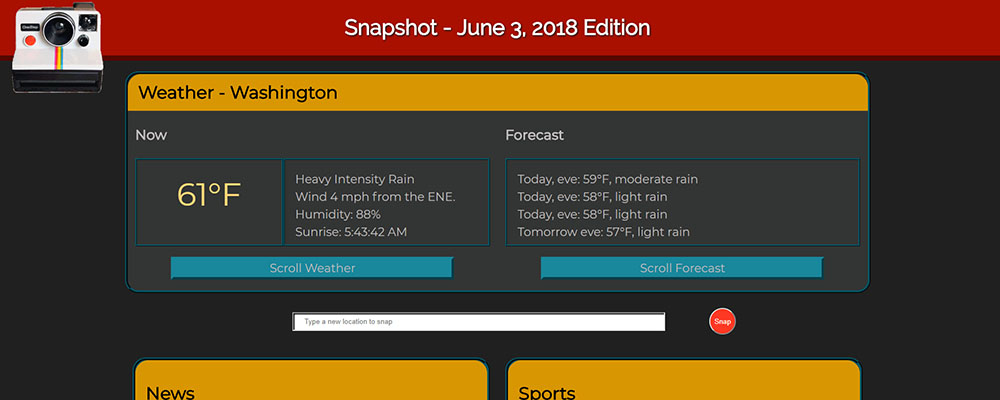 Snapshot - June 3, 2018 Edition
Weather - Washington
Now
61°F
Heavy Intensity Rain
Wind 4 mph from the ENE.
Humidity: 88%
Sunrise: 5:43:42 AM
Scroll Weather
Forecast
Today, eve: 59°F, moderate rain
Today, eve: 58°F, light rain
Today, eve: 58°F, light rain
Tomorrow eve: 57°F, light rain
Scroll Forecast
Type a new location to snap
Snap
News
Sports